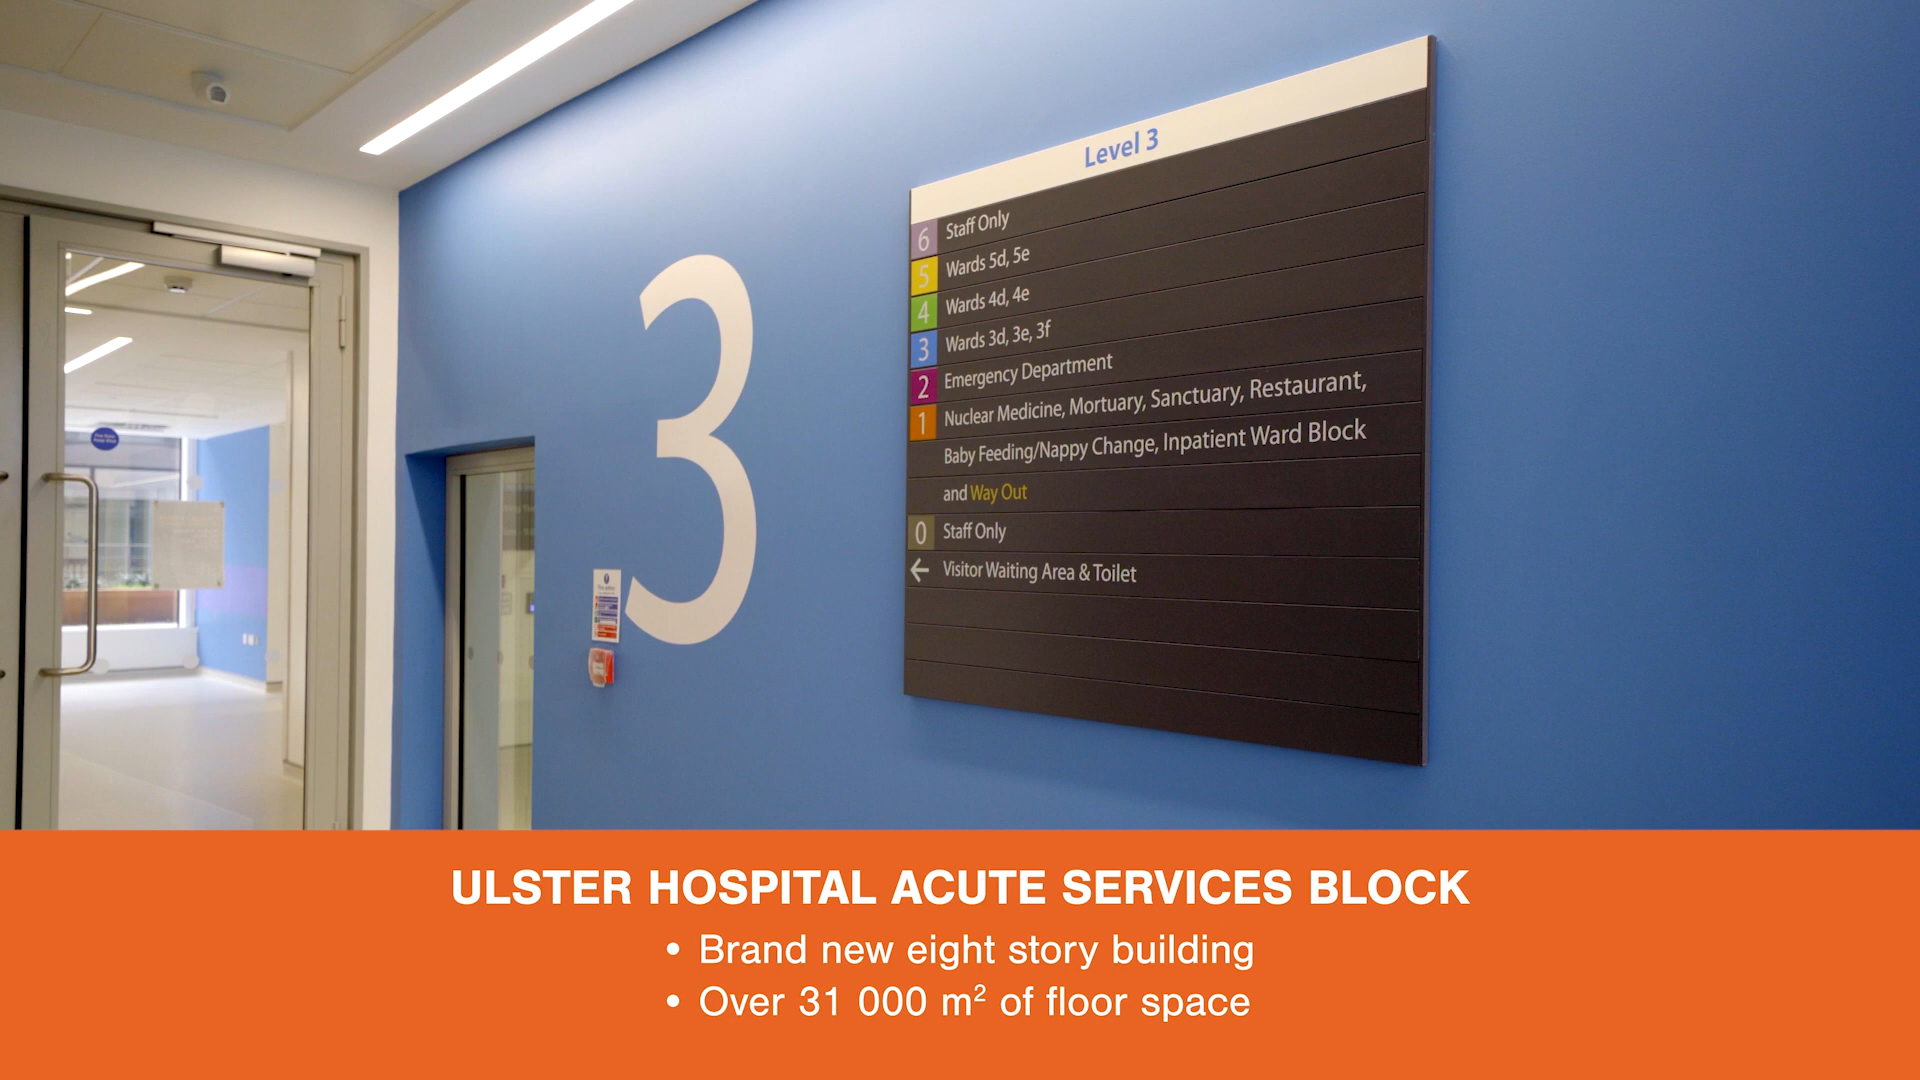 Level 3
6 Staff Only
5 Wards 5d, 5e
4 Wards 4d, 4e
3 Wards 3d, 3e, 3f
2 Emergency Department
1 Nuclear Medicine, Mortuary, Sanctuary, Restaurant,
Baby Feeding/Nappy Change, Inpatient Ward Block
and Way Out
0 Staff Only
← Visitor Waiting Area & Toilet
3
ULSTER HOSPITAL ACUTE SERVICES BLOCK
• Brand new eight story building
• Over 31 000 m² of floor space